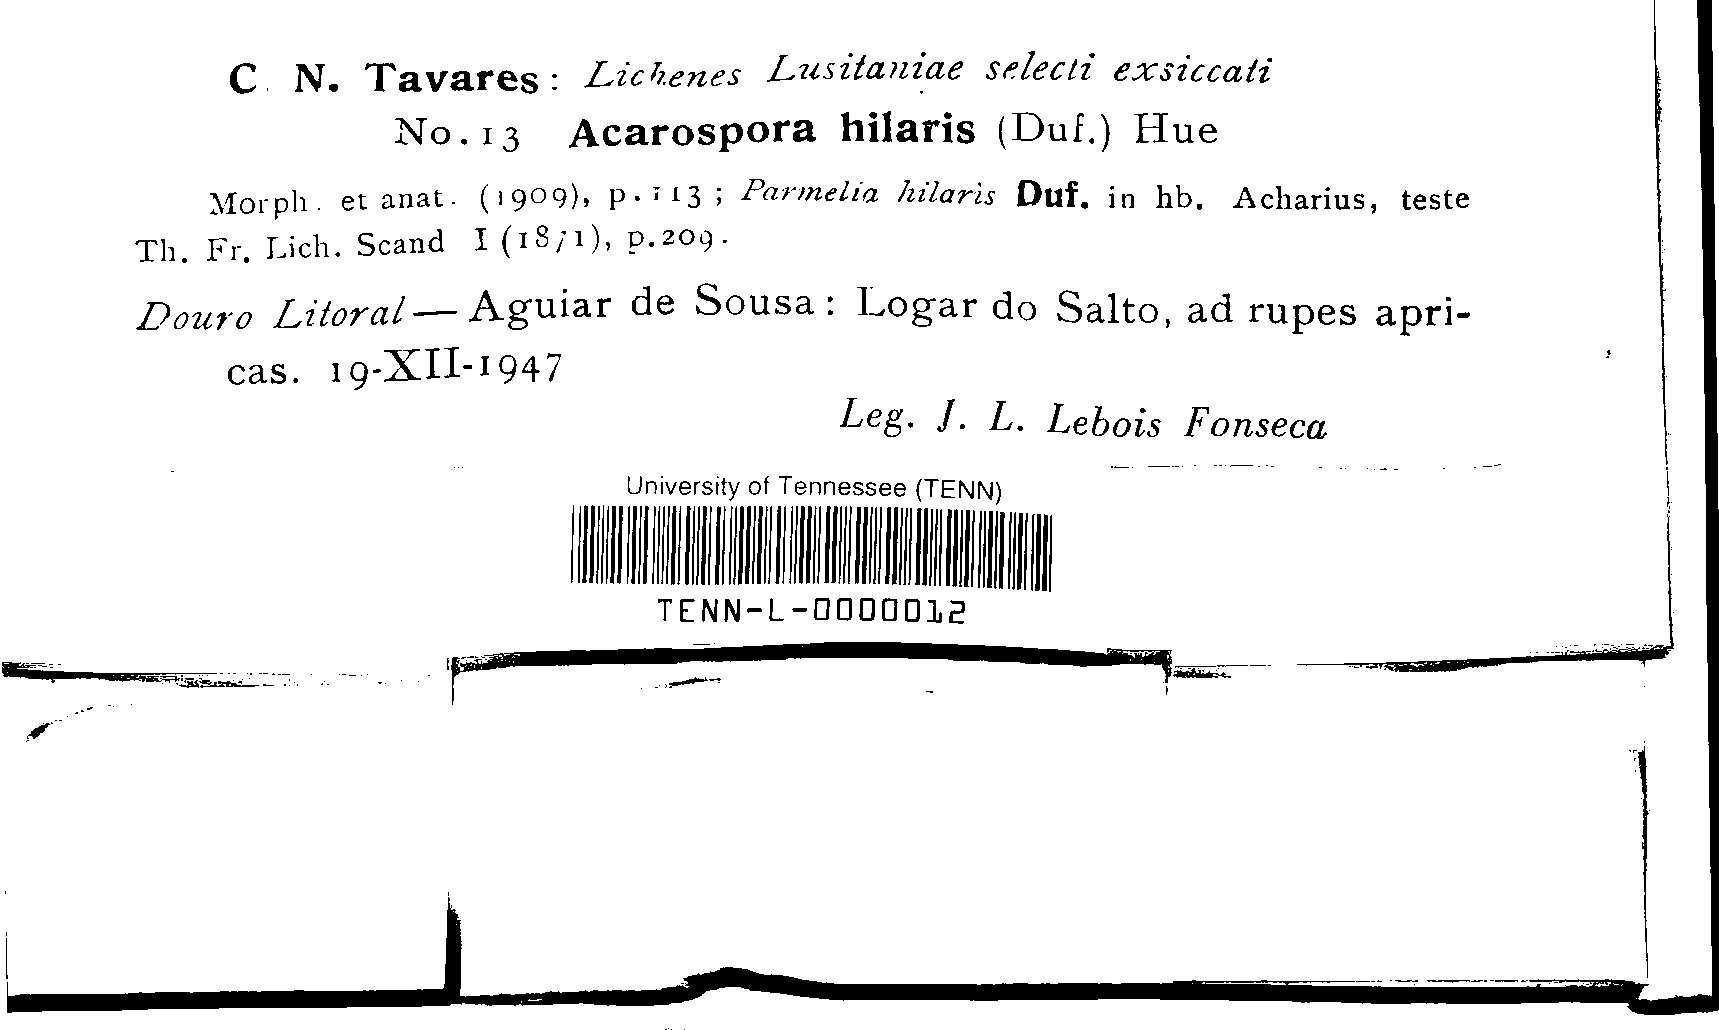 C. N. Tavares: Lichenes Lusitaniae selecti exsiccati
No. 13 Acarospora hilaris (Duf.) Hue
Morph. et anat. (1909), p. 113 ; Parmelia hilaris Duf. in hb. Acharius, teste
Th. Fr. Lich. Scand I (1871), p.209.
Douro Litoral — Aguiar de Sousa: Logar do Salto, ad rupes apri-
cas. 19-XII-1947
Leg. J. L. Lebois Fonseca
University of Tennessee (TENN)
TENN-L-0000012